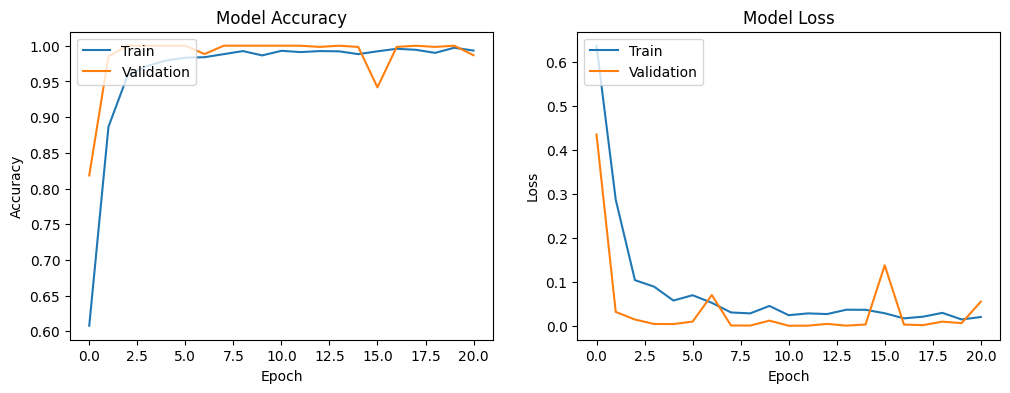 Model Accuracy
Train
Validation
1.00
0.95
0.90
0.85
0.80
0.75
0.70
0.65
0.60
Accuracy
0.0 2.5 5.0 7.5 10.0 12.5 15.0 17.5 20.0
Epoch
Model Loss
Train
Validation
0.6
0.5
0.4
0.3
0.2
0.1
0.0
Loss
0.0 2.5 5.0 7.5 10.0 12.5 15.0 17.5 20.0
Epoch